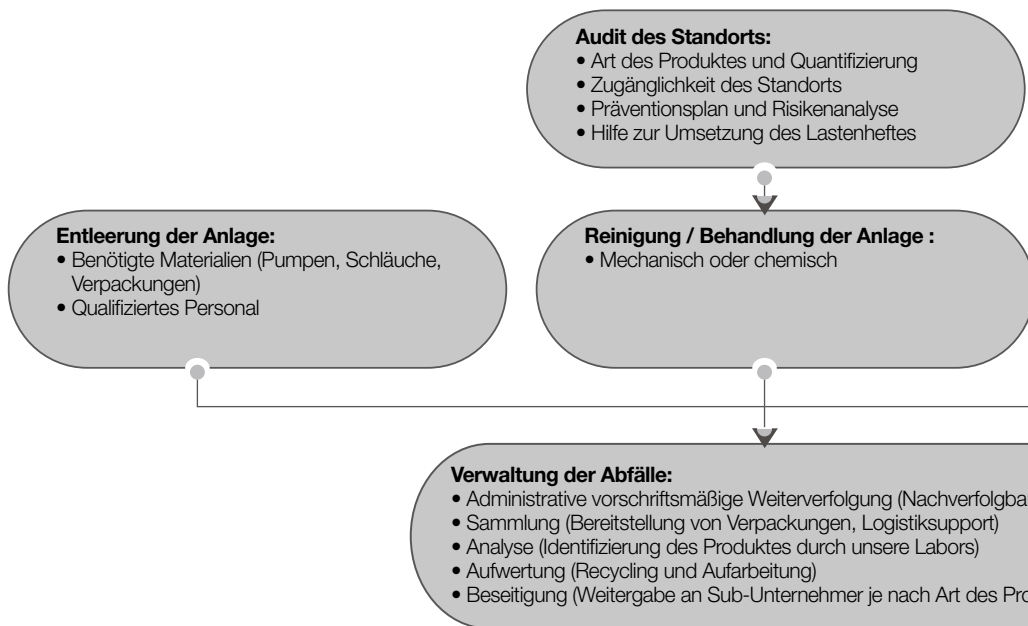 Audit des Standorts:
• Art des Produktes und Quantifizierung
• Zugänglichkeit des Standorts
• Präventionsplan und Risikenanalyse
• Hilfe zur Umsetzung des Lastenheftes
Entleerung der Anlage:
• Benötigte Materialien (Pumpen, Schläuche,
Verpackungen)
• Qualifiziertes Personal
Reinigung / Behandlung der Anlage :
• Mechanisch oder chemisch
Verwaltung der Abfälle:
• Administrative vorschriftsmäßige Weiterverfolgung
• Sammlung (Bereitstellung von Verpackungen, Logistiksupport)
• Analyse (Identifizierung des Produktes durch unsere Labors)
• Aufwertung (Recycling und Aufarbeitung)
• Beseitigung (Weitergabe an Sub-Unternehmer je nach Art des